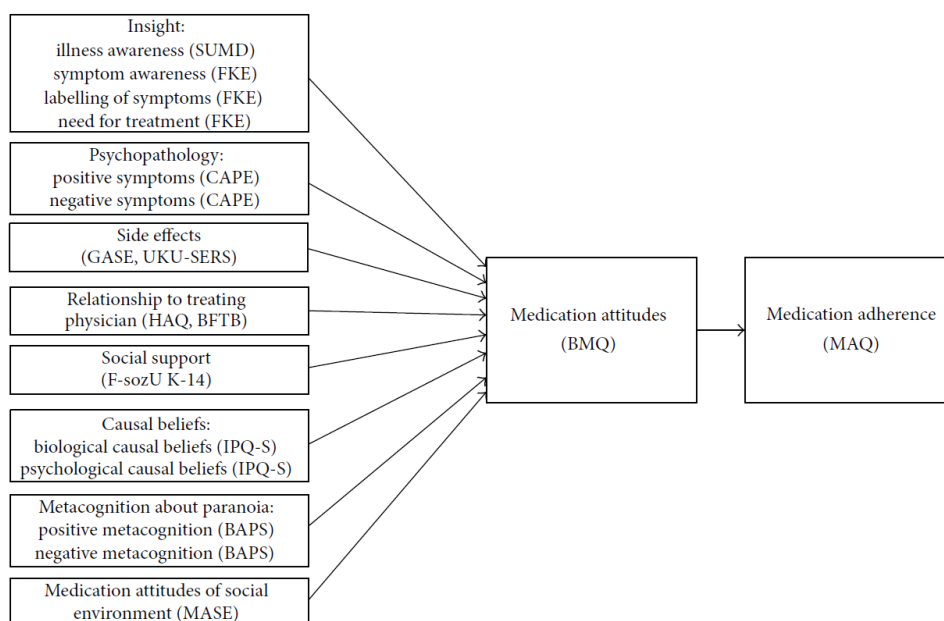 Insight:
illness awareness (SUMD)
symptom awareness (FKE)
labelling of symptoms (FKE)
need for treatment (FKE)
Psychopathology:
positive symptoms (CAPE)
negative symptoms (CAPE)
Side effects
(GASE, UKU-SERS)
Relationship to treating
physician (HAQ, BFTB)
Social support
(F-sozU K-14)
Causal beliefs:
biological causal beliefs (IPQ-S)
psychological causal beliefs (IPQ-S)
Metacognition about paranoia:
positive metacognition (BAPS)
negative metacognition (BAPS)
Medication attitudes of social
environment (MASE)
Medication attitudes
(BMQ)
Medication adherence
(MAQ)